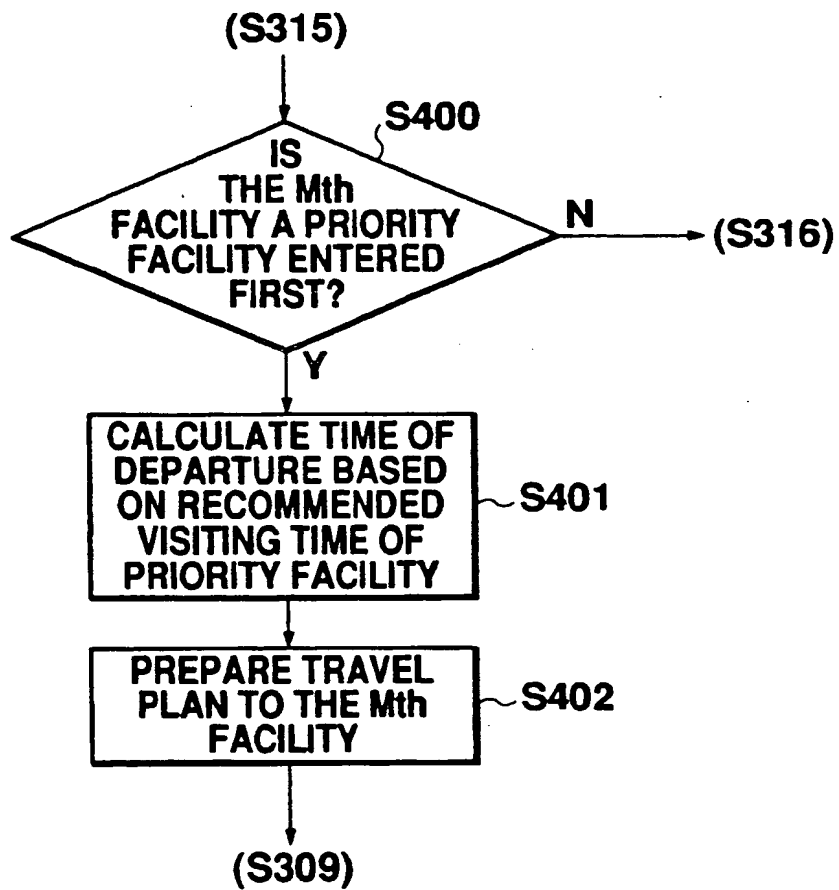 (S315)
S400
IS
THE Mth
FACILITY A PRIORITY
FACILITY ENTERED
FIRST?
N
(S316)
Y
CALCULATE TIME OF
DEPARTURE BASED
ON RECOMMENDED
VISITING TIME OF
PRIORITY FACILITY
S401
PREPARE TRAVEL
PLAN TO THE Mth
FACILITY
S402
(S309)